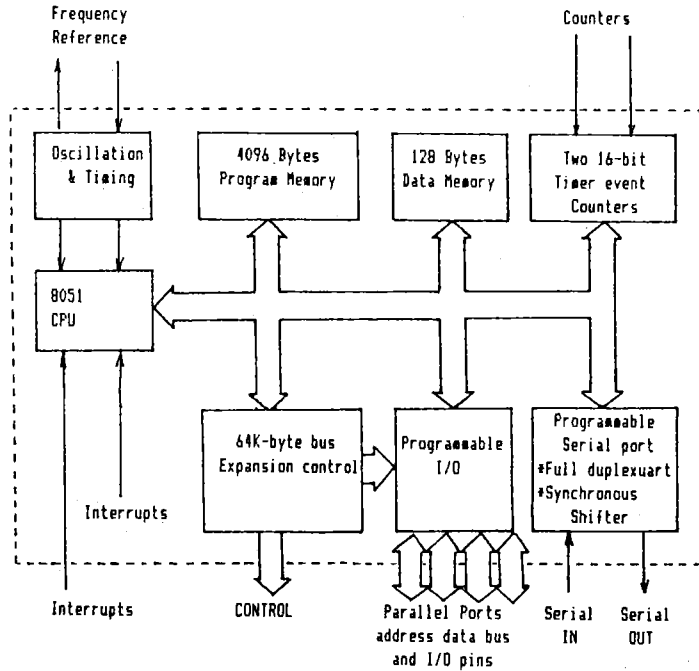 Frequency
Reference
Counters
Oscillation
& Timing
4096 Bytes
Program Memory
128 Bytes
Data Memory
Two 16-bit
Timer event
Counters
8051
CPU
64K-byte bus
Expansion control
Programmable
I/O
Programmable
Serial port
*Full duplexuart
*Synchronous
Shifter
Interrupts
Interrupts
CONTROL
Parallel Ports
address data bus
and I/O pins
Serial
IN
Serial
OUT